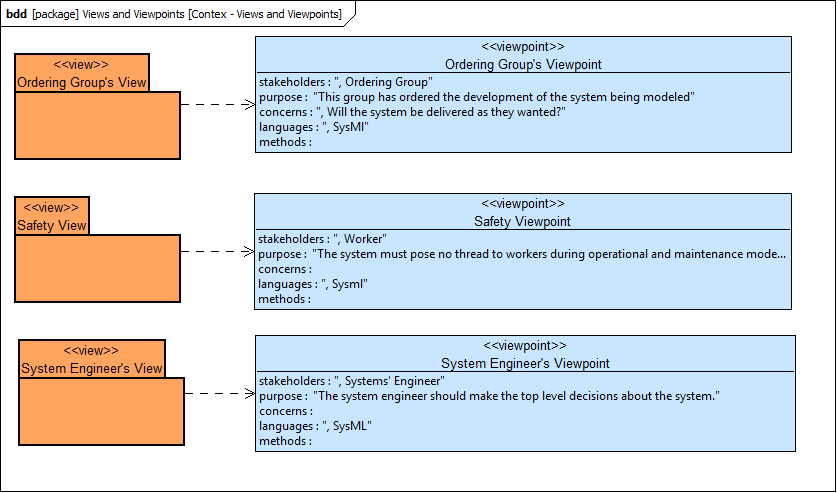 bdd [package] Views and Viewpoints [Contex - Views and Viewpoints]
<<view>>
Ordering Group's View
<<viewpoint>>
Ordering Group's Viewpoint
stakeholders : ", Ordering Group"
purpose : "This group has ordered the development of the system being modeled"
concerns : ", Will the system be delivered as they wanted?"
languages : ", SysMl"
methods :
<<view>>
Safety View
<<viewpoint>>
Safety Viewpoint
stakeholders : ", Worker"
purpose : "The system must pose no thread to workers during operational and maintenance mode...
concerns :
languages : ", Sysml"
methods :
<<view>>
System Engineer's View
<<viewpoint>>
System Engineer's Viewpoint
stakeholders : ", Systems' Engineer"
purpose : "The system engineer should make the top level decisions about the system."
concerns :
languages : ", SysML"
methods :